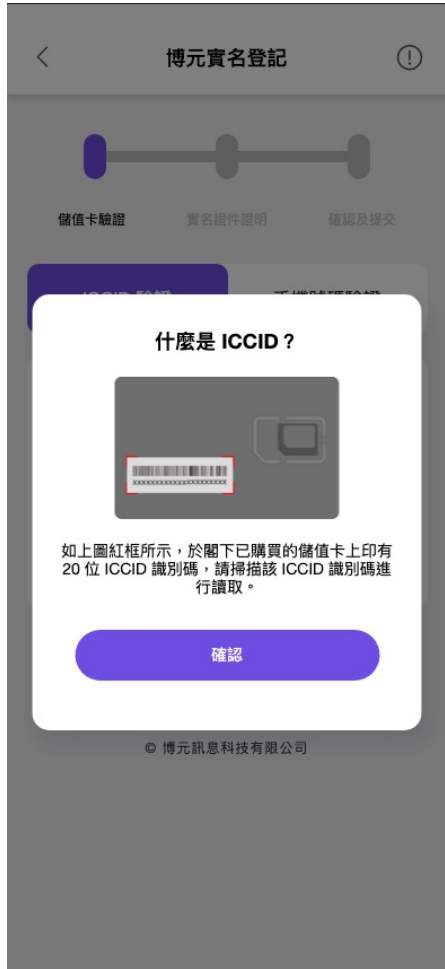 博元實名登記
儲值卡驗證
實名證件證明
確認及提交
什麼是 ICCID？
如上圖紅框所示，於閣下已購買的儲值卡上印有
20 位 ICCID 識別碼，請掃描該 ICCID 識別碼進
行讀取。
確認
© 博元訊息科技有限公司